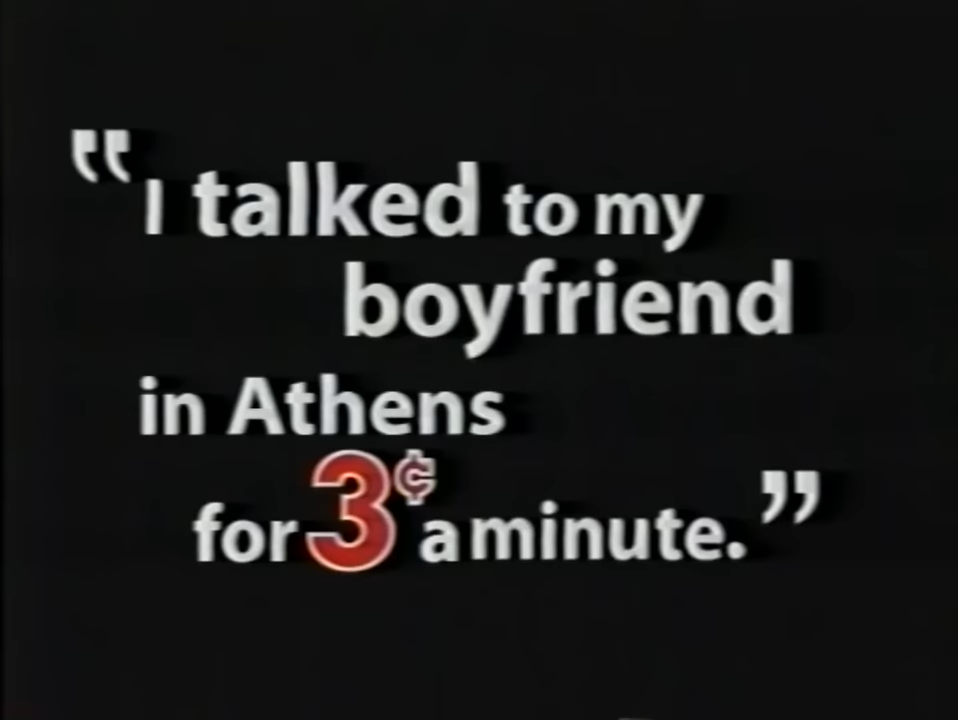 “I talked to my
boyfriend
in Athens
for 3¢ a minute.”